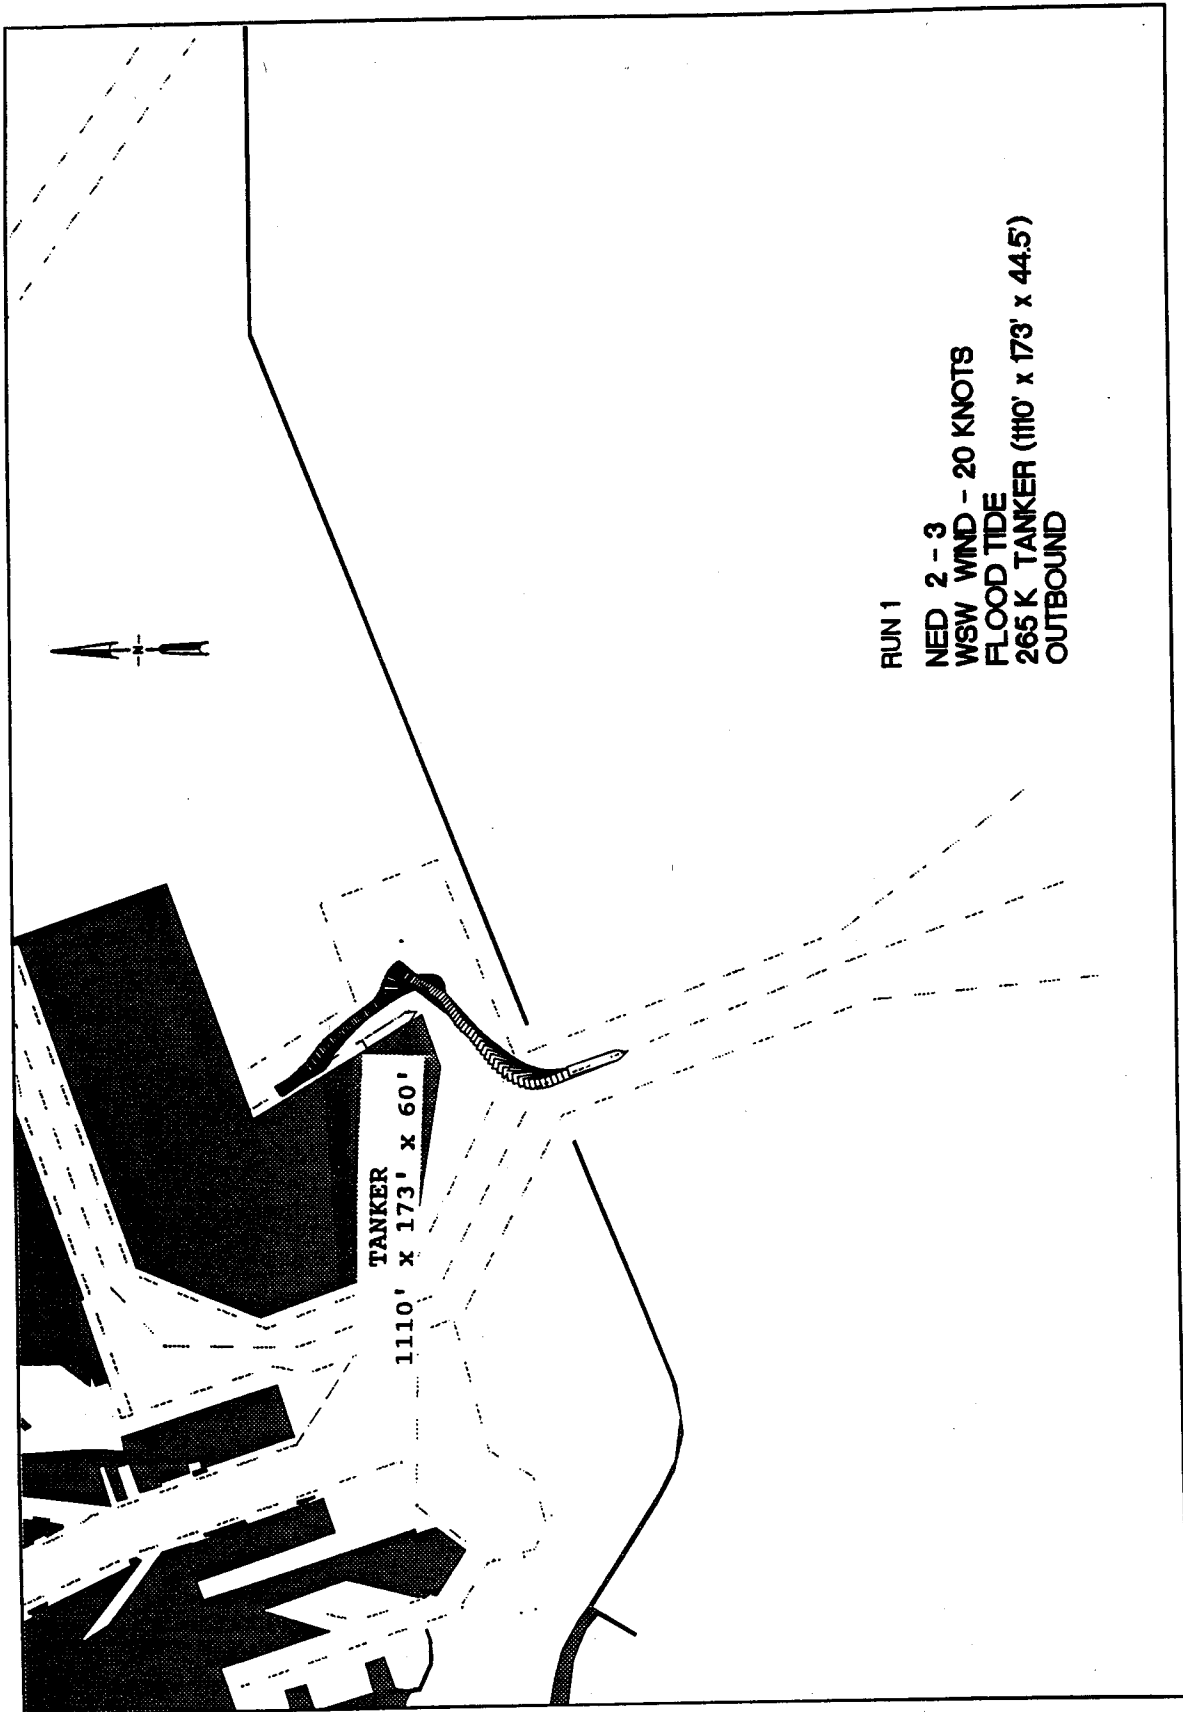 N
TANKER
1110' x 173' x 60'
RUN 1
NED 2 - 3
WSW WIND - 20 KNOTS
FLOOD TIDE
265 K TANKER (1110' x 173' x 44.5')
OUTBOUND